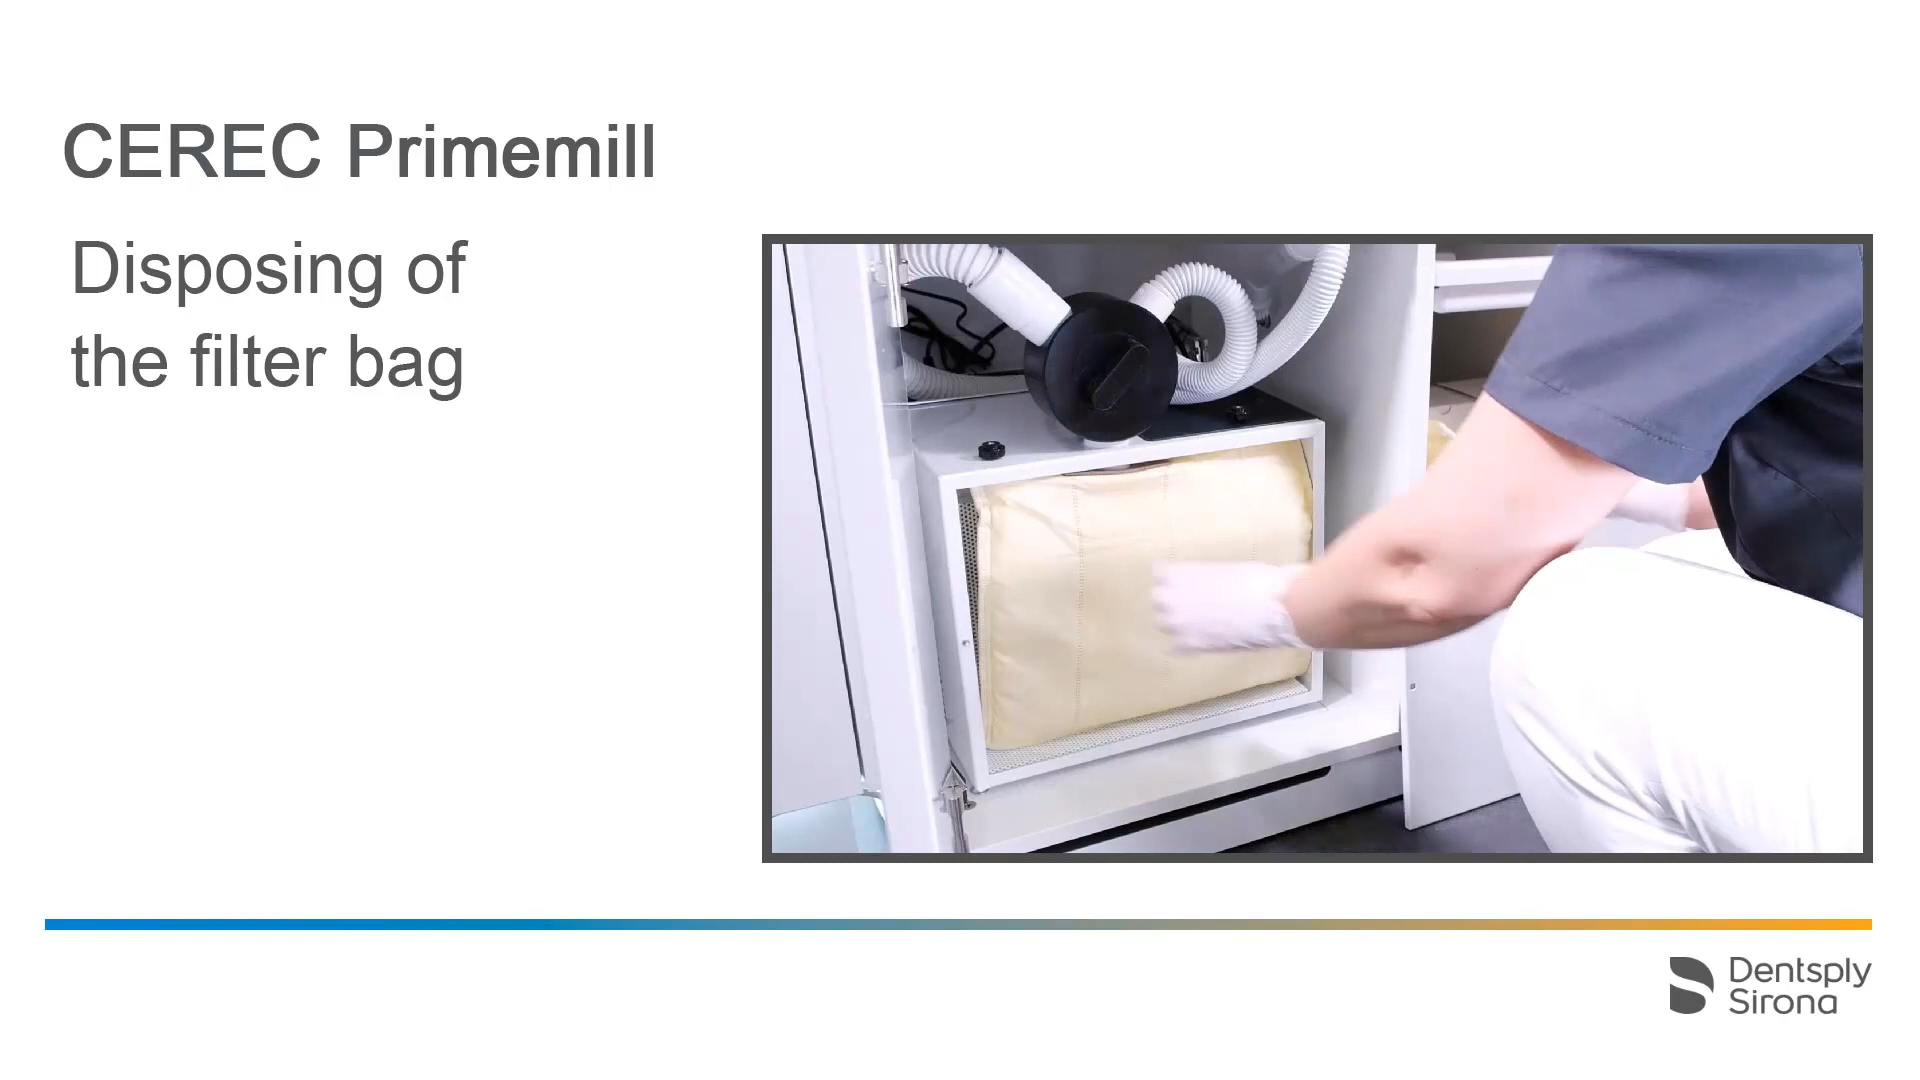 CEREC Primemill
Disposing of
the filter bag
Dentsply
Sirona